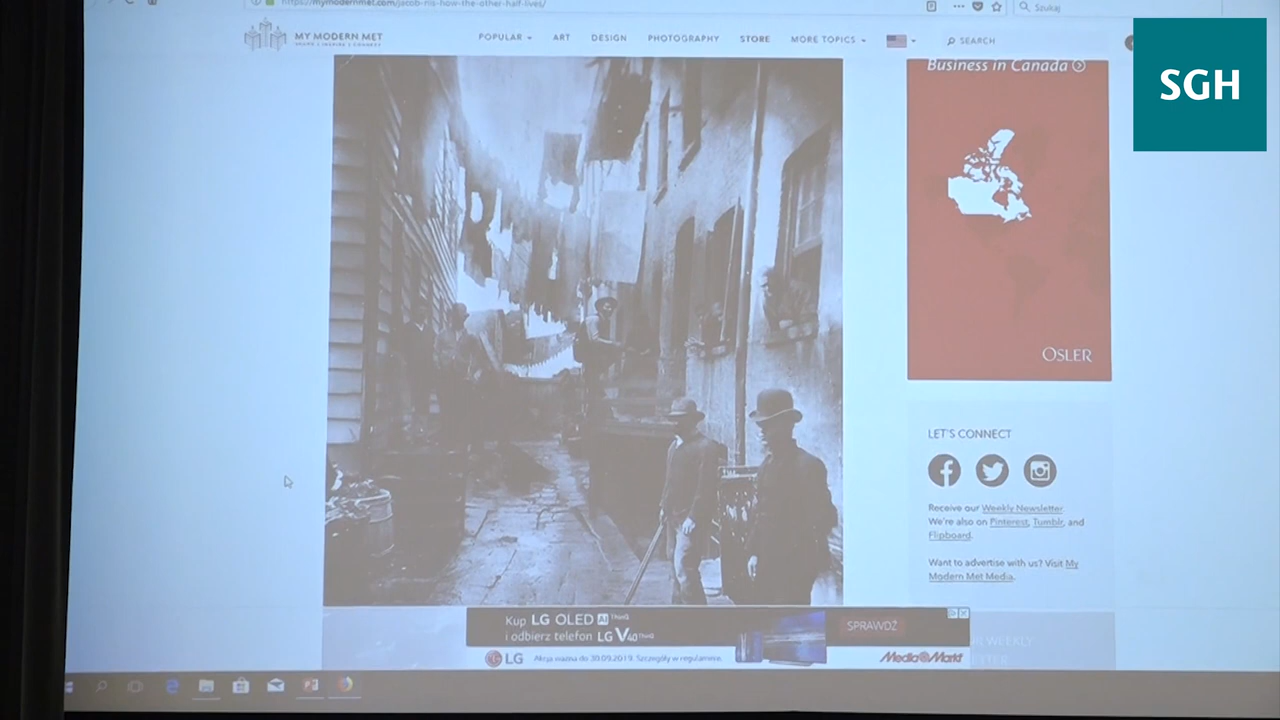 https://mymodernmet.com/jacob-riis-how-the-other-half-lives/
Szukaj
MY MODERN MET
POPULAR
ART
DESIGN
PHOTOGRAPHY
STORE
MORE TOPICS
SEARCH
Business in Canada
SGH
OSLER
LET'S CONNECT
Receive our Weekly Newsletter.
We're also on Pinterest, Tumblr, and
Flipboard.
Want to advertise with us? Visit My
Modern Met Media.
Kup LG OLED AI ThinQ
i odbierz telefon LG V40 ThinQ
SPRAWDŹ
LG
Akcja ważna do 30.09.2019. Szczegóły w regulaminie.
Media Markt
WEEKLY